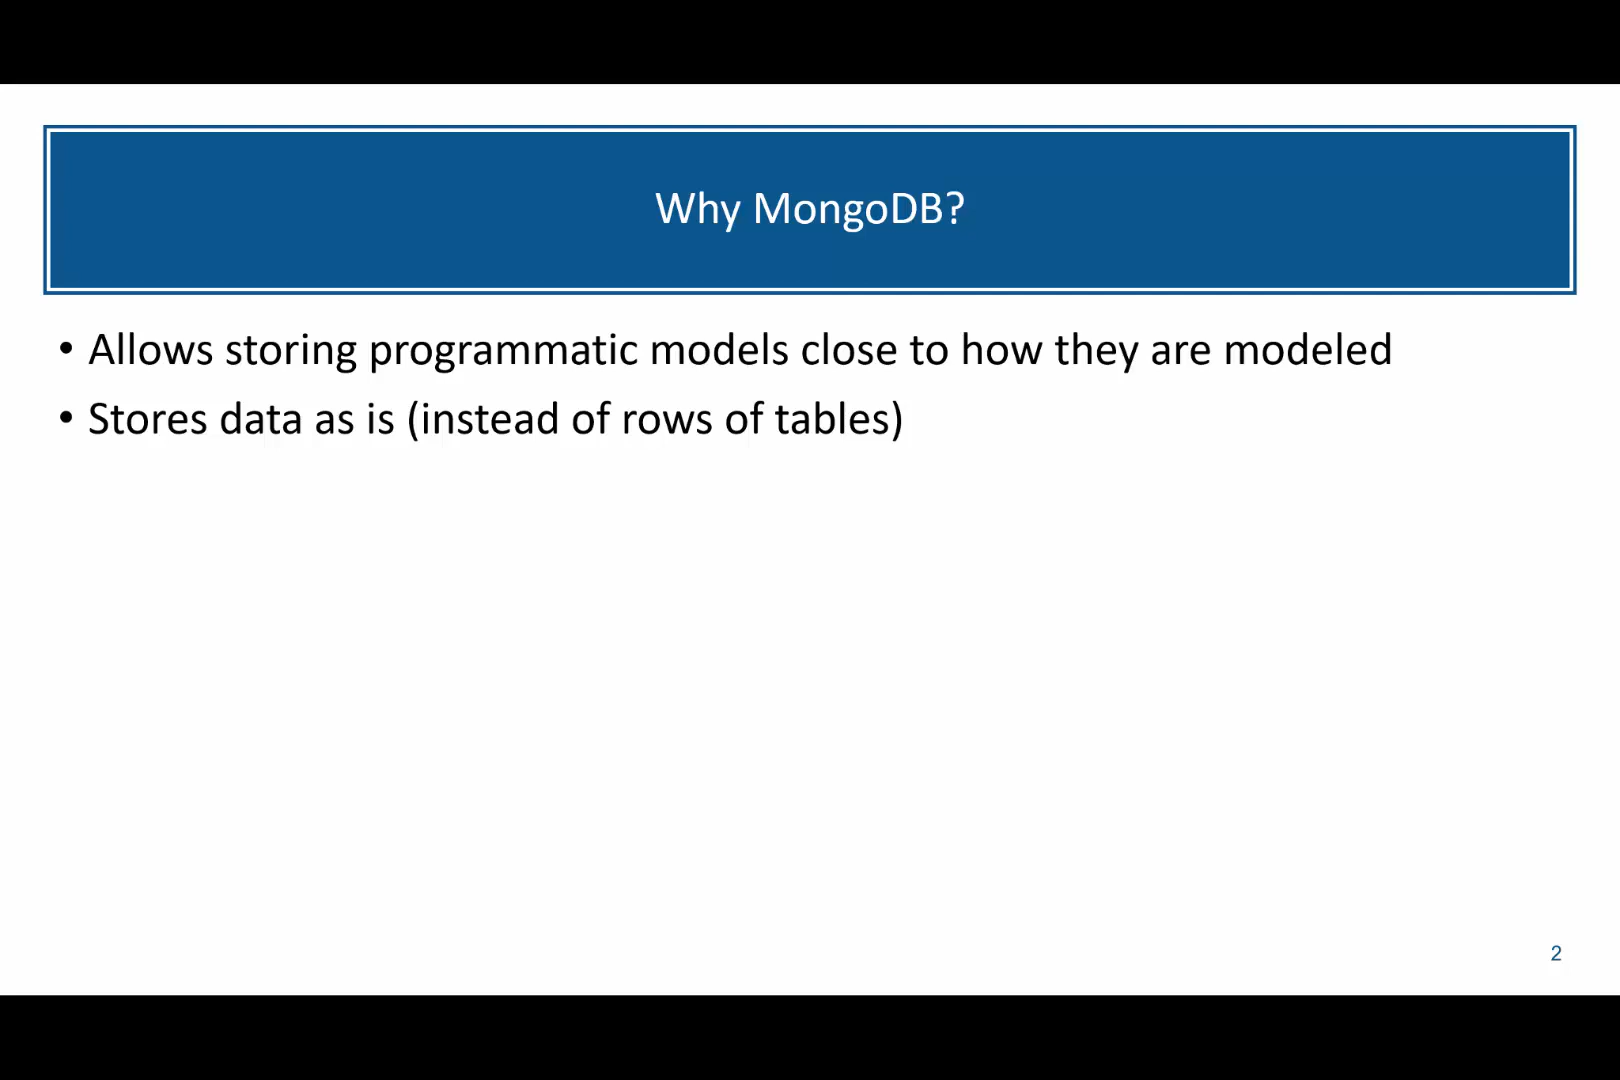 Why MongoDB?
• Allows storing programmatic models close to how they are modeled
• Stores data as is (instead of rows of tables)
2